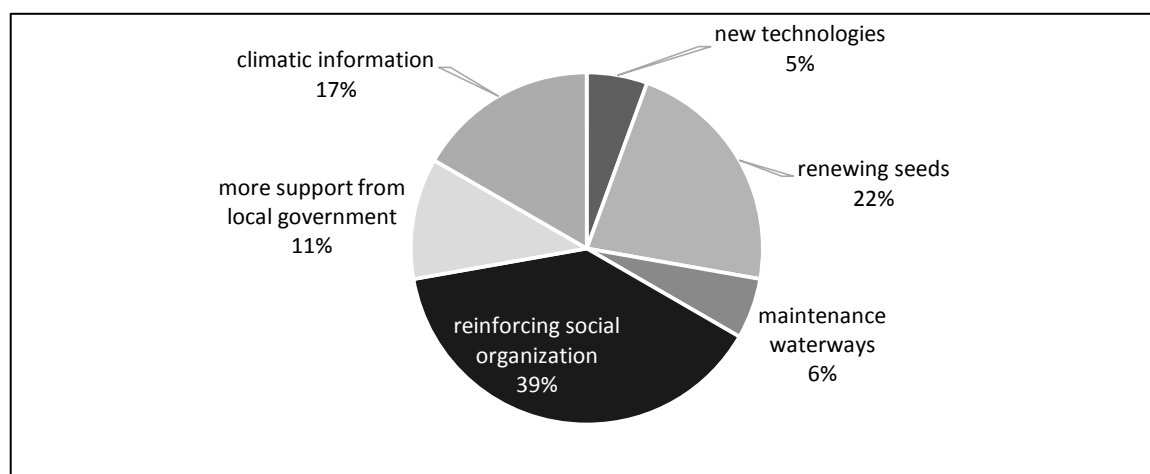 new technologies
5%
climatic information
17%
renewing seeds
22%
more support from
local government
11%
maintenance
waterways
6%
reinforcing social
organization
39%